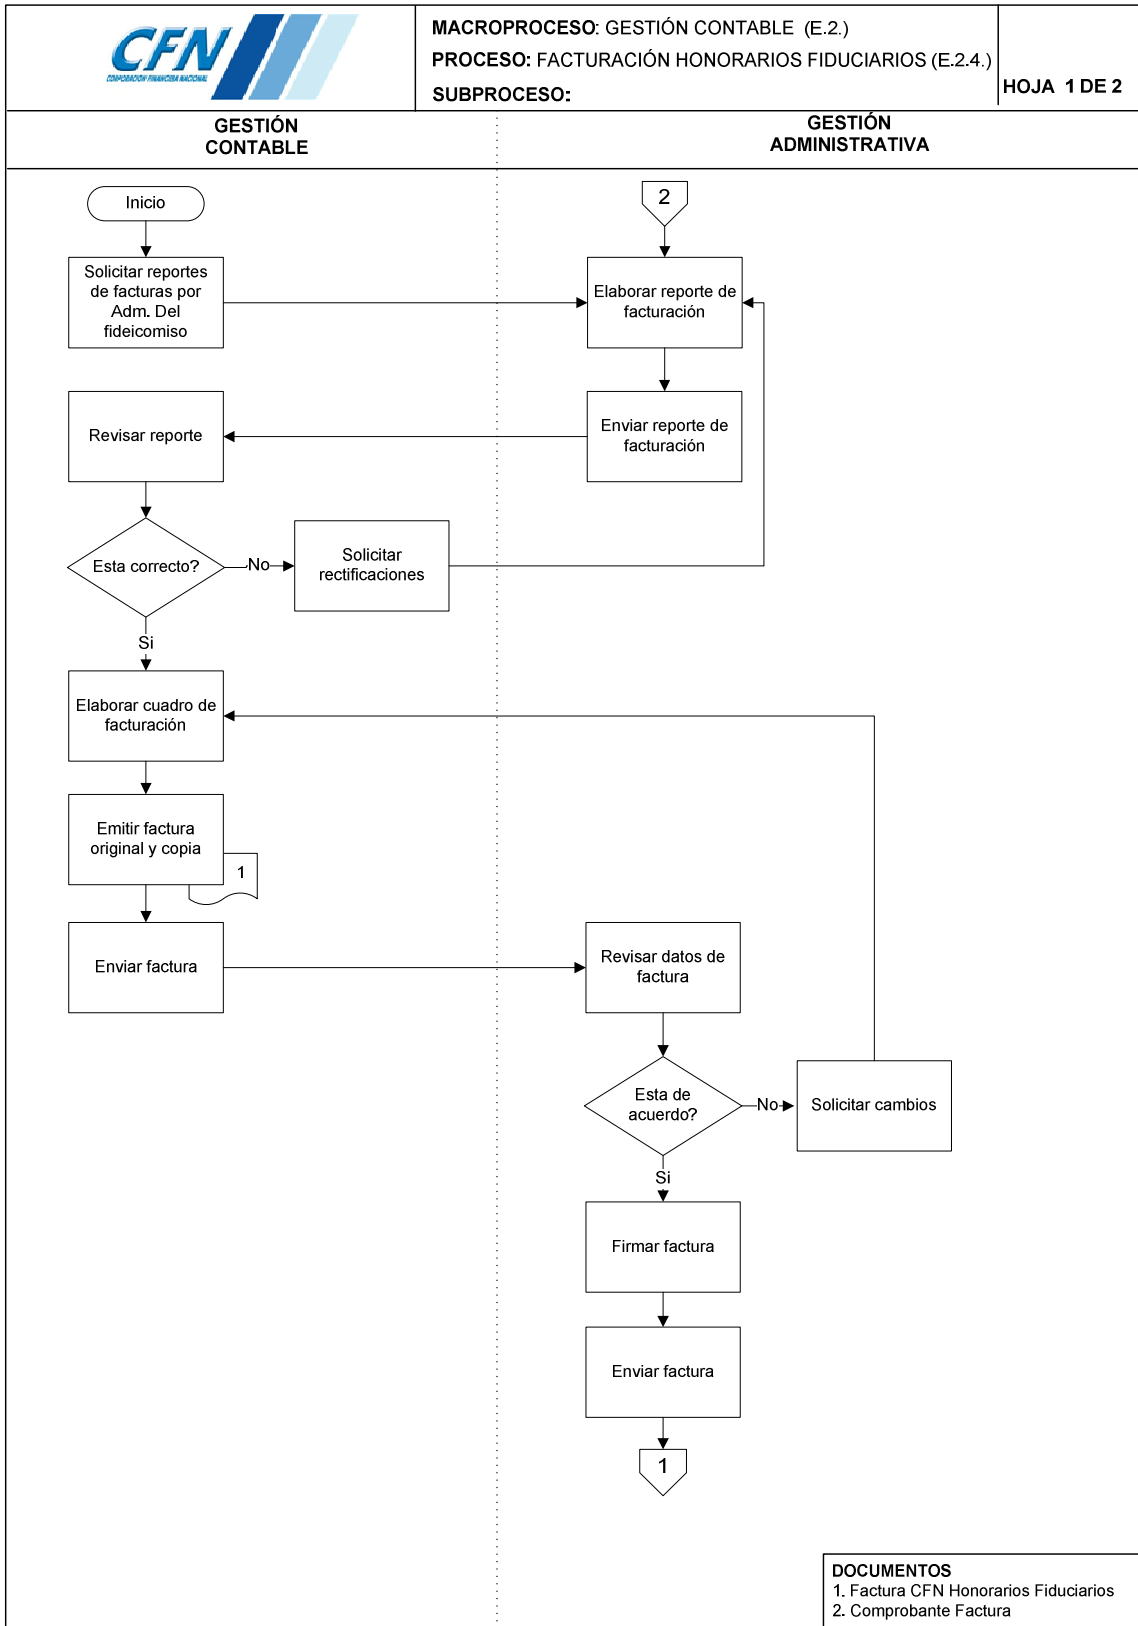 CFN
CORPORACIÓN FINANCIERA NACIONAL
MACROPROCESO: GESTIÓN CONTABLE (E.2.)
PROCESO: FACTURACIÓN HONORARIOS FIDUCIARIOS (E.2.4.)
SUBPROCESO:
HOJA 1 DE 2
GESTIÓN
CONTABLE
GESTIÓN
ADMINISTRATIVA
Inicio
2
Solicitar reportes
de facturas por
Adm. Del
fideicomiso
Elaborar reporte de
facturación
Revisar reporte
Enviar reporte de
facturación
Esta correcto?
No
Solicitar
rectificaciones
Si
Elaborar cuadro de
facturación
Emitir factura
original y copia
1
Enviar factura
Revisar datos de
factura
Esta de
acuerdo?
No
Solicitar cambios
Si
Firmar factura
Enviar factura
1
DOCUMENTOS
1. Factura CFN Honorarios Fiduciarios
2. Comprobante Factura